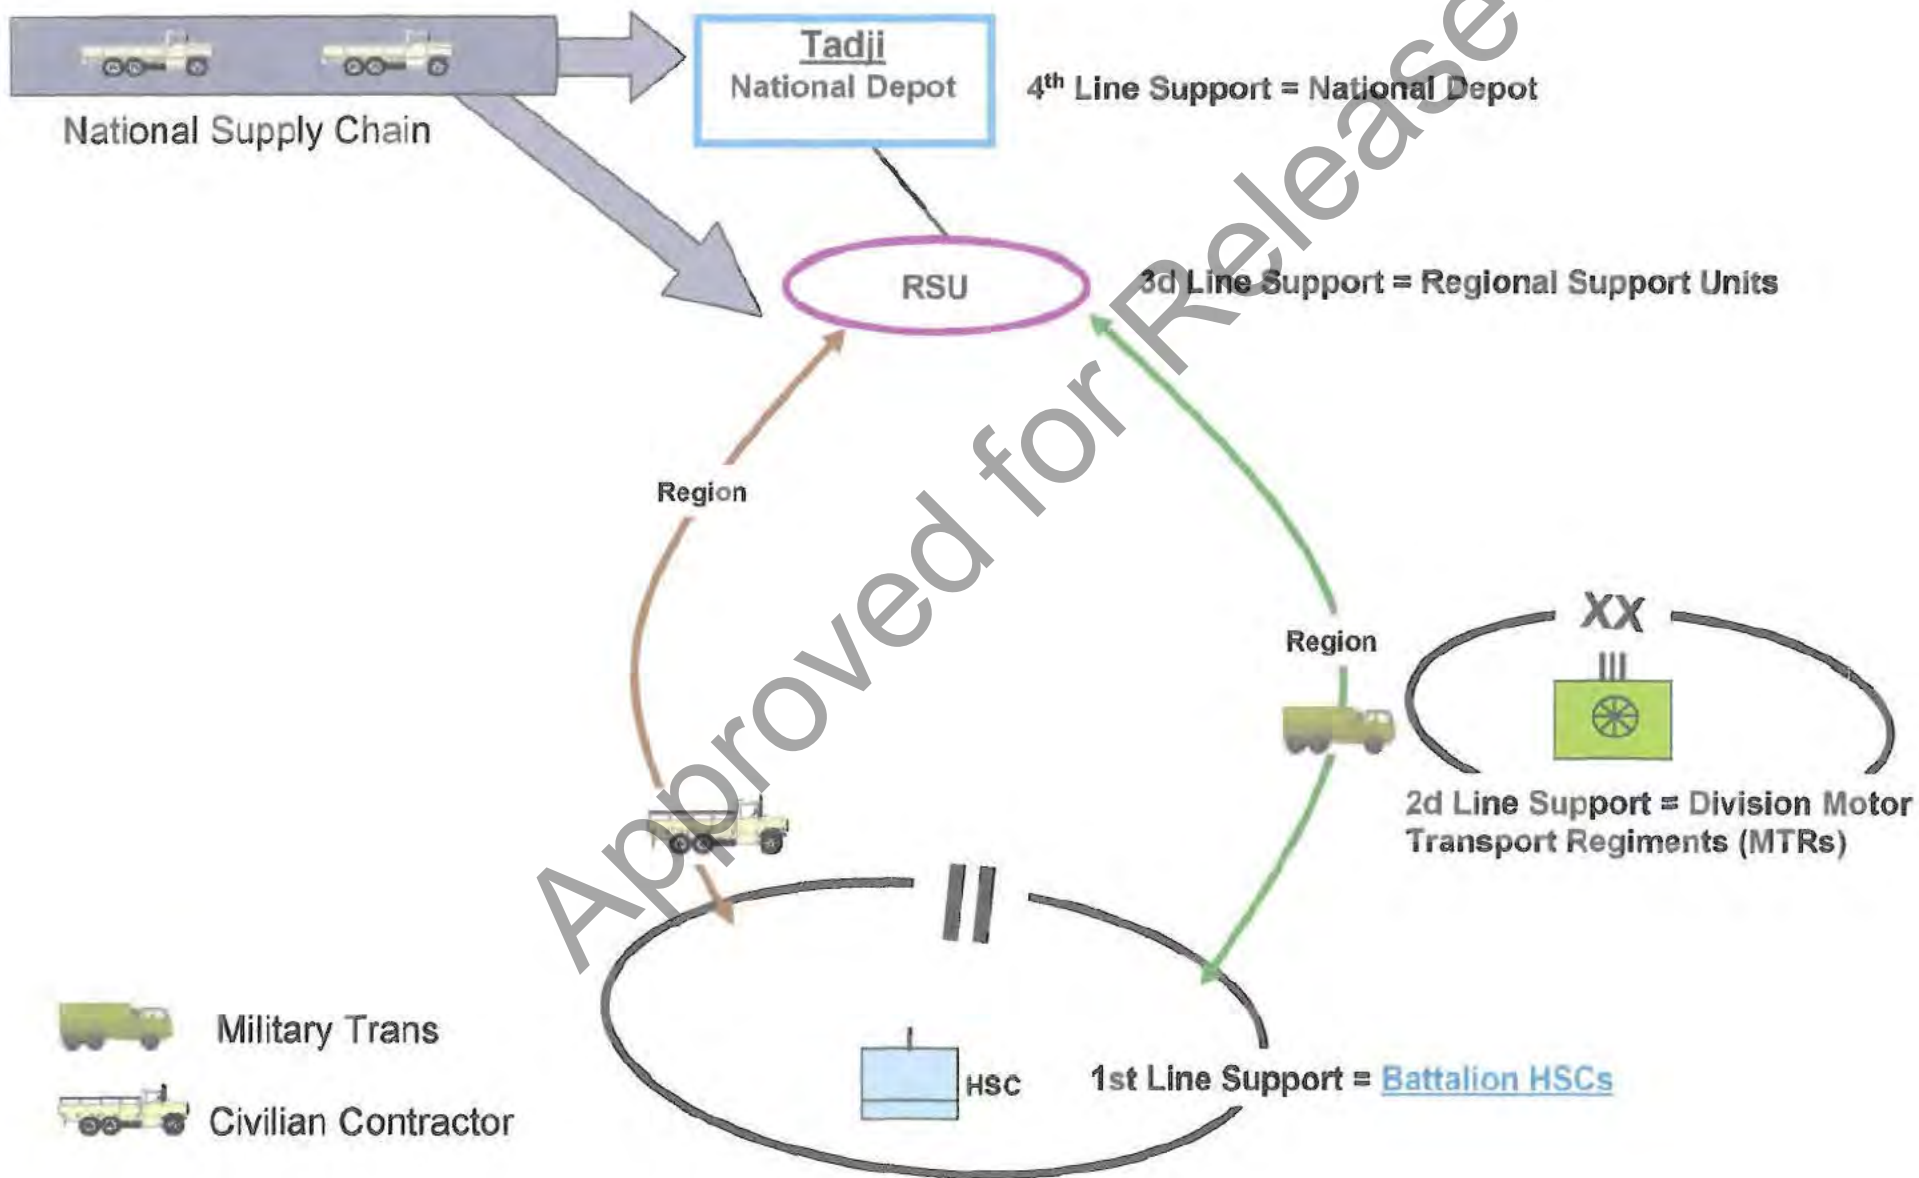 Tadji
National Depot
4th Line Support = National Depot
National Supply Chain
RSU
3d Line Support = Regional Support Units
Region
Region
XX
III
2d Line Support = Division Motor
Transport Regiments (MTRs)
II
HSC
1st Line Support = Battalion HSCs
Military Trans
Civilian Contractor
Approved for Release